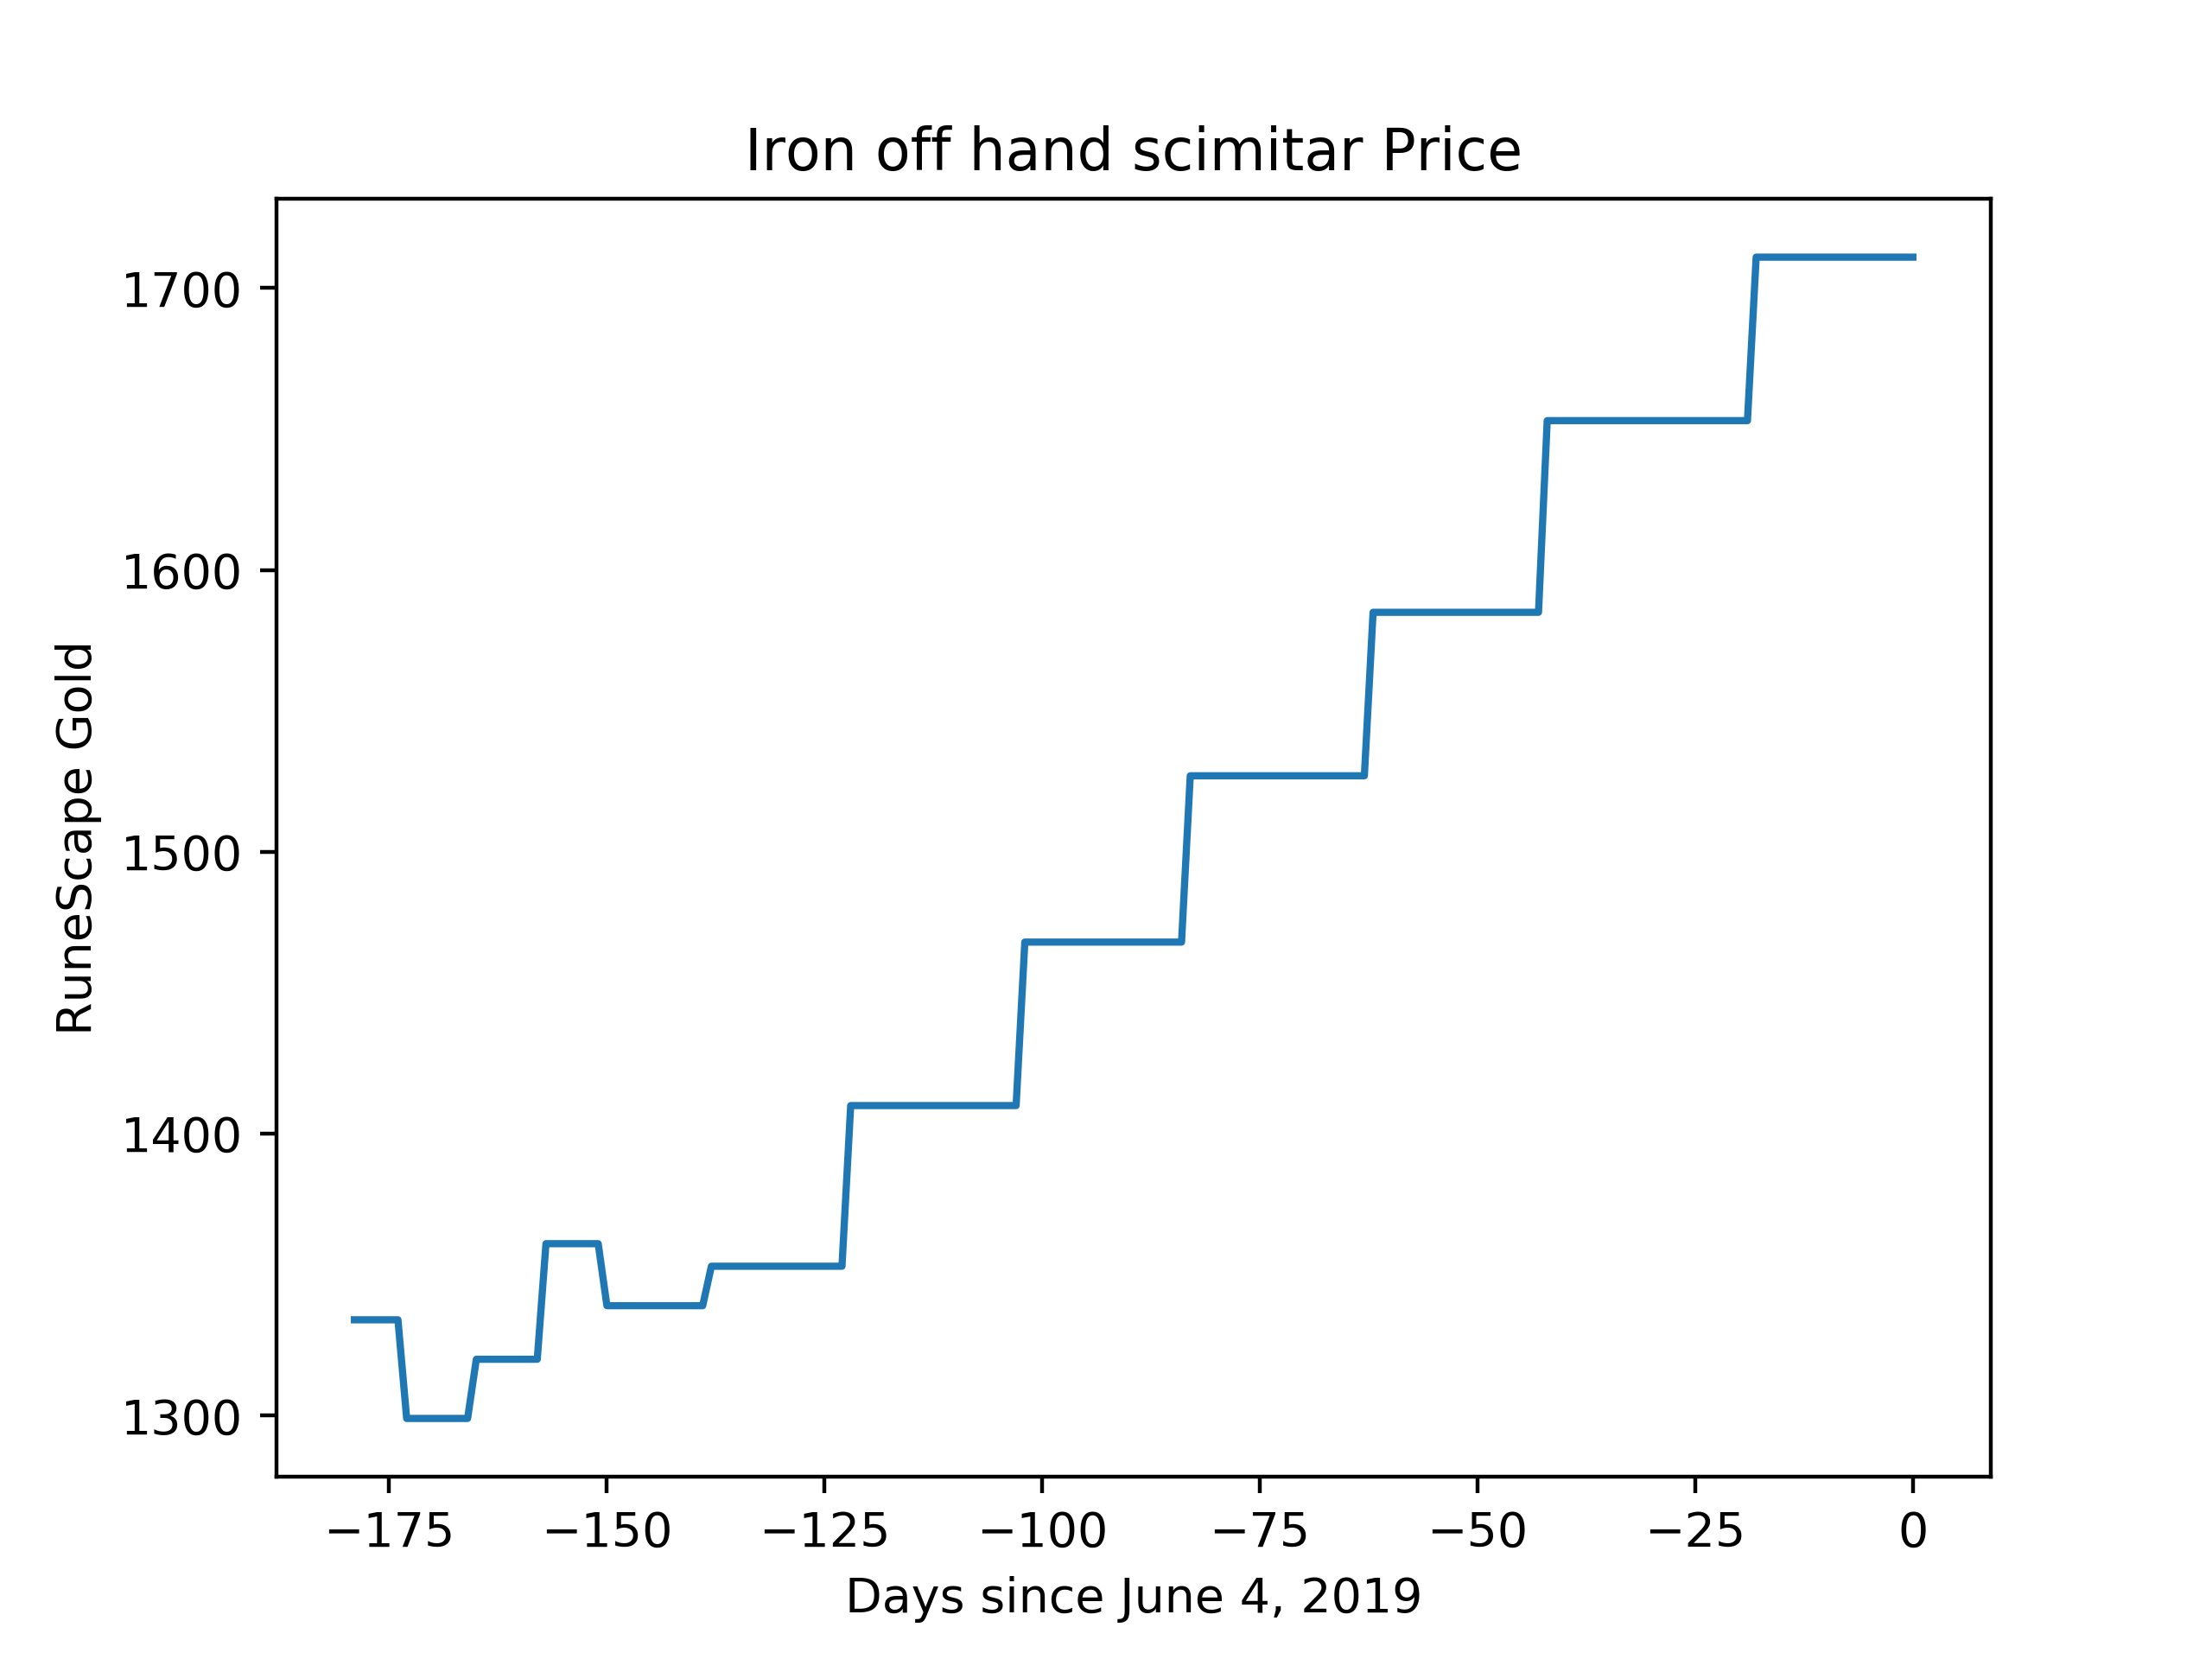 Iron off hand scimitar Price
RuneScape Gold
1700
1600
1500
1400
1300
−175 −150 −125 −100 −75 −50 −25 0
Days since June 4, 2019